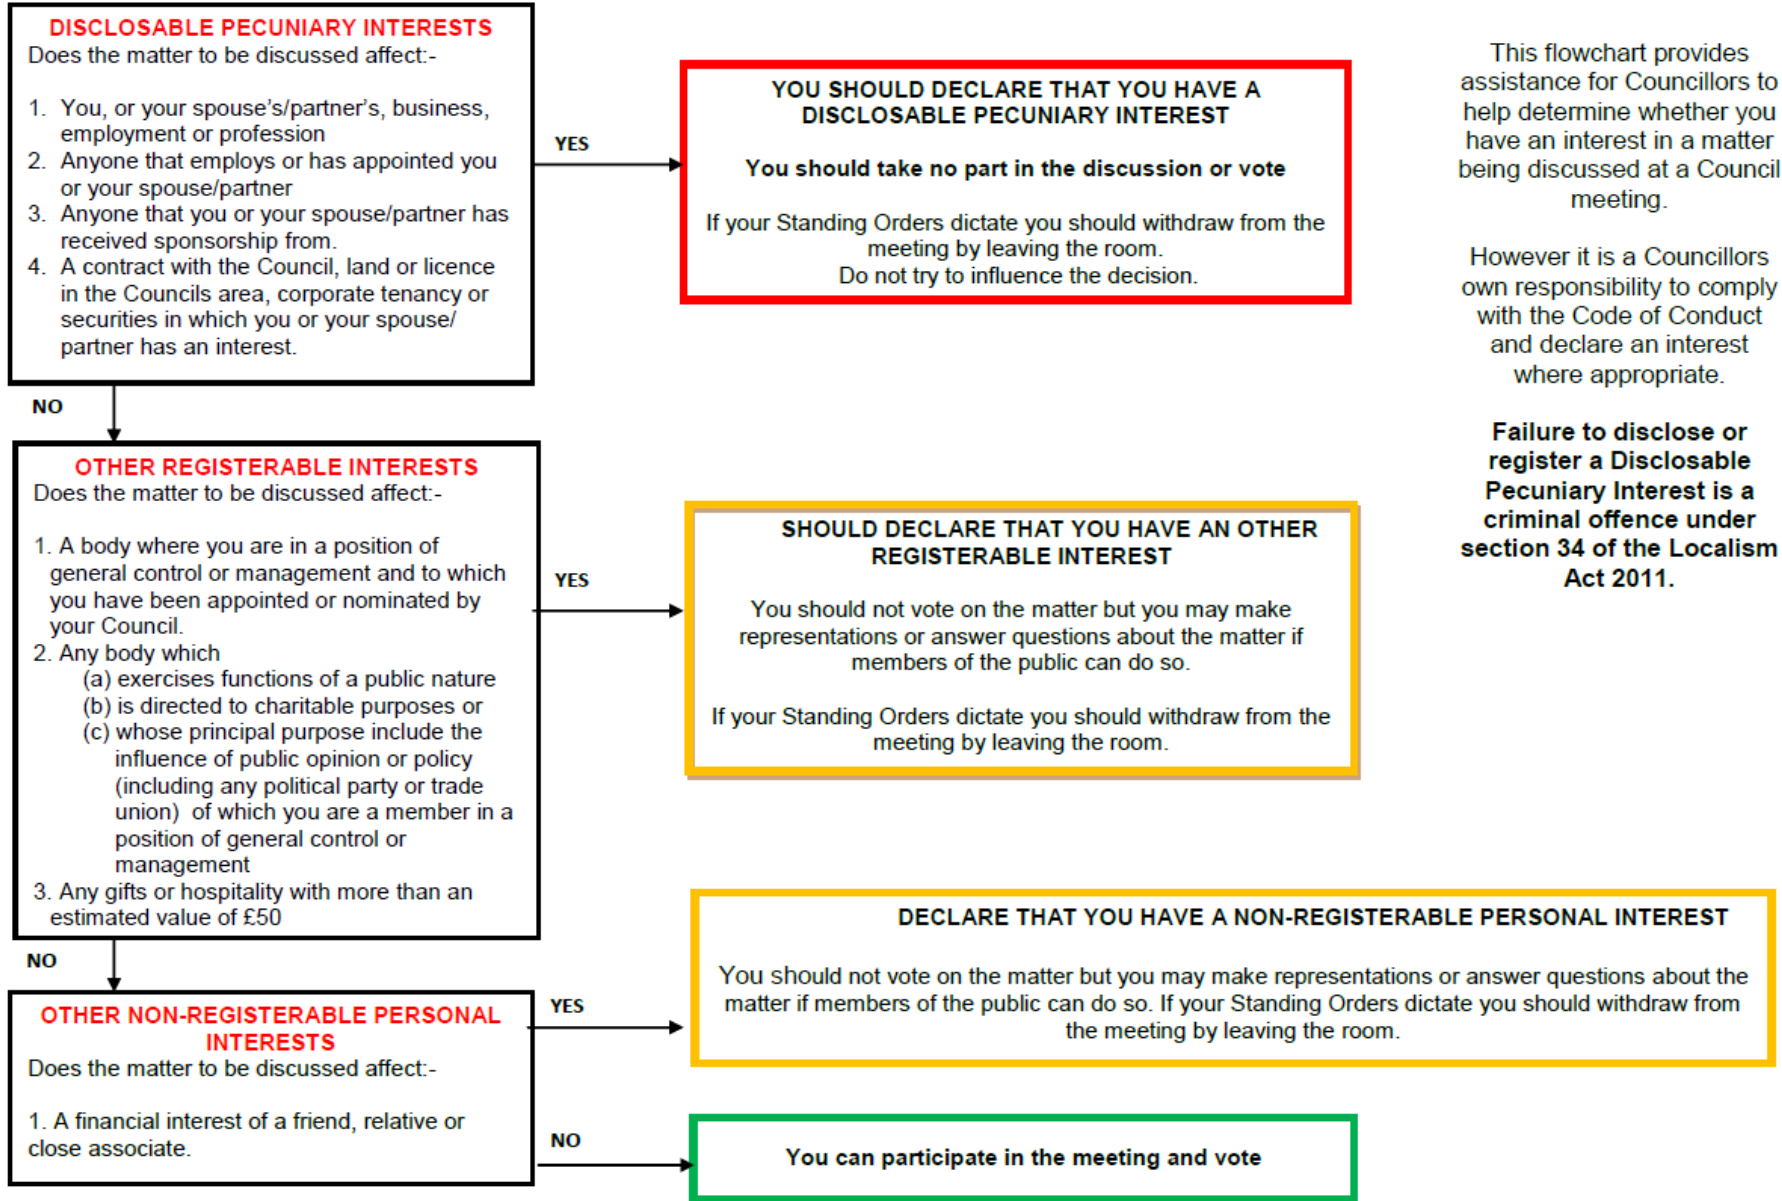 DISCLOSABLE PECUNIARY INTERESTS
Does the matter to be discussed affect:-
1. You, or your spouse's/partner's, business,
employment or profession
2. Anyone that employs or has appointed you
or your spouse/partner
3. Anyone that you or your spouse/partner has
received sponsorship from.
4. A contract with the Council, land or licence
in the Councils area, corporate tenancy or
securities in which you or your spouse/
partner has an interest.
YES
YOU SHOULD DECLARE THAT YOU HAVE A
DISCLOSABLE PECUNIARY INTEREST
You should take no part in the discussion or vote
If your Standing Orders dictate you should withdraw from the
meeting by leaving the room.
Do not try to influence the decision.
This flowchart provides
assistance for Councillors to
help determine whether you
have an interest in a matter
being discussed at a Council
meeting.
However it is a Councillors
own responsibility to comply
with the Code of Conduct
and declare an interest
where appropriate.
Failure to disclose or
register a Disclosable
Pecuniary Interest is a
criminal offence under
section 34 of the Localism
Act 2011.
NO
OTHER REGISTERABLE INTERESTS
Does the matter to be discussed affect:-
1. A body where you are in a position of
general control or management and to which
you have been appointed or nominated by
your Council.
2. Any body which
(a) exercises functions of a public nature
(b) is directed to charitable purposes or
(c) whose principal purpose include the
influence of public opinion or policy
(including any political party or trade
union) of which you are a member in a
position of general control or
management
3. Any gifts or hospitality with more than an
estimated value of £50
YES
SHOULD DECLARE THAT YOU HAVE AN OTHER
REGISTERABLE INTEREST
You should not vote on the matter but you may make
representations or answer questions about the matter if
members of the public can do so.
If your Standing Orders dictate you should withdraw from the
meeting by leaving the room.
NO
OTHER NON-REGISTERABLE PERSONAL
INTERESTS
Does the matter to be discussed affect:-
1. A financial interest of a friend, relative or
close associate.
YES
DECLARE THAT YOU HAVE A NON-REGISTERABLE PERSONAL INTEREST
You should not vote on the matter but you may make representations or answer questions about the
matter if members of the public can do so. If your Standing Orders dictate you should withdraw from
the meeting by leaving the room.
NO
You can participate in the meeting and vote